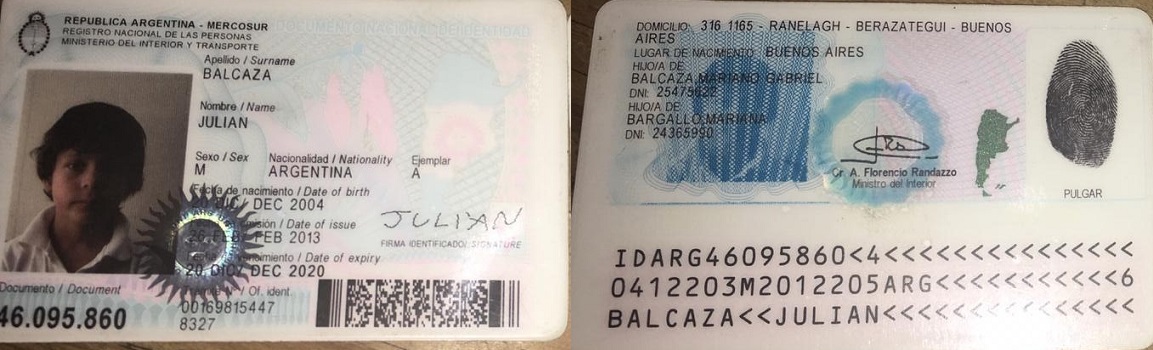 REPUBLICA ARGENTINA - MERCOSUR
REGISTRO NACIONAL DE LAS PERSONAS
MINISTERIO DEL INTERIOR Y TRANSPORTE
Apellido / Surname
BALCAZA
Nombre / Name
JULIAN
Sexo / Sex
M
Nacionalidad / Nationality
ARGENTINA
Ejemplar
A
Fecha de nacimiento / Date of birth
DEC 2004
Date of issue
FEB 2013
JULIAN
FIRMA IDENTIFICADO / SIGNATURE
Date of expiry
20 DIC / DEC 2020
Documento / Document
46.095.860
Of. ident.
00169815447
8327
DOMICILIO: 316 1165 - RANELAGH - BERAZATEGUI - BUENOS
AIRES
LUGAR DE NACIMIENTO: BUENOS AIRES
HIJO/A DE:
BALCAZA, MARIANO GABRIEL
DNI:
HIJO/A DE:
BARGALLO, MARIANA
DNI: 24365990
Cr. A. Florencio Randazzo
Ministro del Interior
PULGAR
IDARG46095860<4<<<<<<<<<<<<<<<
0412203M2012205ARG<<<<<<<<<<<6
BALCAZA<<JULIAN<<<<<<<<<<<<<<<